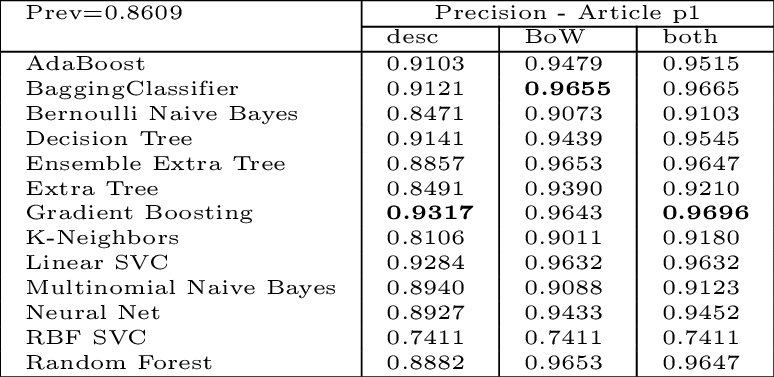 Prev=0.8609 Precision - Article p1
desc BoW both
AdaBoost 0.9103 0.9479 0.9515
BaggingClassifier 0.9121 0.9655 0.9665
Bernoulli Naive Bayes 0.8471 0.9073 0.9103
Decision Tree 0.9141 0.9439 0.9545
Ensemble Extra Tree 0.8857 0.9653 0.9647
Extra Tree 0.8491 0.9390 0.9210
Gradient Boosting 0.9317 0.9643 0.9696
K-Neighbors 0.8106 0.9011 0.9180
Linear SVC 0.9284 0.9632 0.9632
Multinomial Naive Bayes 0.8940 0.9088 0.9123
Neural Net 0.8927 0.9433 0.9452
RBF SVC 0.7411 0.7411 0.7411
Random Forest 0.8882 0.9653 0.9647